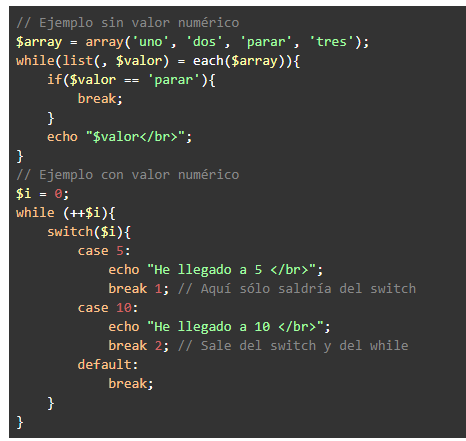 // Ejemplo sin valor numérico
$array = array('uno', 'dos', 'parar', 'tres');
while(list(, $valor) = each($array)){
    if($valor == 'parar'){
        break;
    }
    echo "$valor</br>";
}
// Ejemplo con valor numérico
$i = 0;
while (++$i){
    switch($i){
        case 5:
            echo "He llegado a 5 </br>";
            break 1; // Aquí sólo saldría del switch
        case 10:
            echo "He llegado a 10 </br>";
            break 2; // Sale del switch y del while
        default:
            break;
    }
}